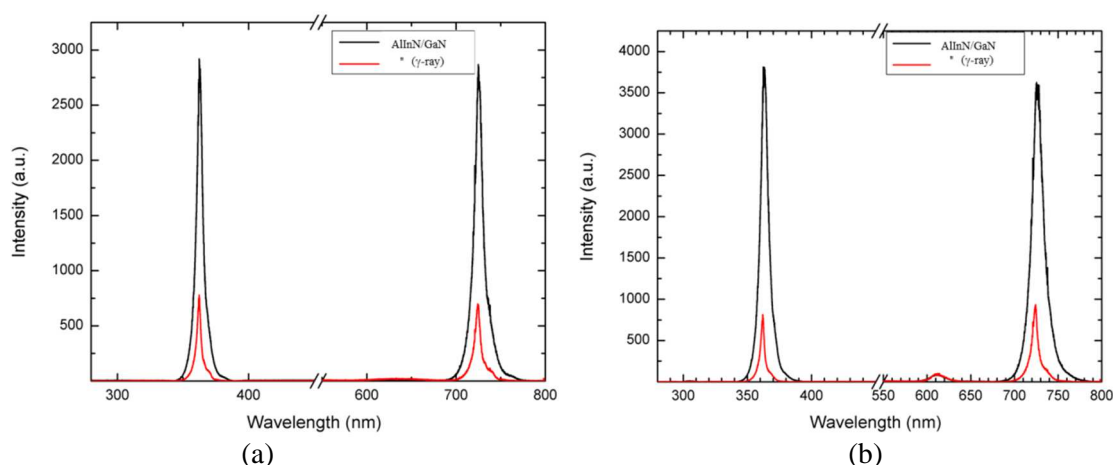 3000
2500
2000
1500
1000
500
Intensity (a.u.)
AlInN/GaN
" (γ-ray)
300 400 600 700 800
Wavelength (nm)
(a)
4000
3500
3000
2500
2000
1500
1000
500
Intensity (a.u.)
AlInN/GaN
" (γ-ray)
300 350 400 450 550 600 650 700 750 800
Wavelength (nm)
(b)